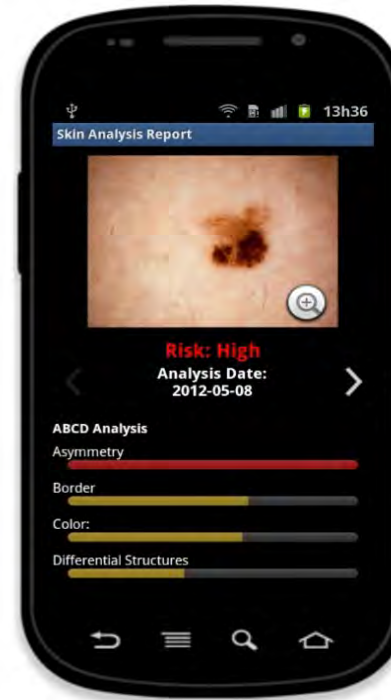 13h36
Skin Analysis Report
Risk: High
Analysis Date:
2012-05-08
ABCD Analysis
Asymmetry
Border
Color:
Differential Structures